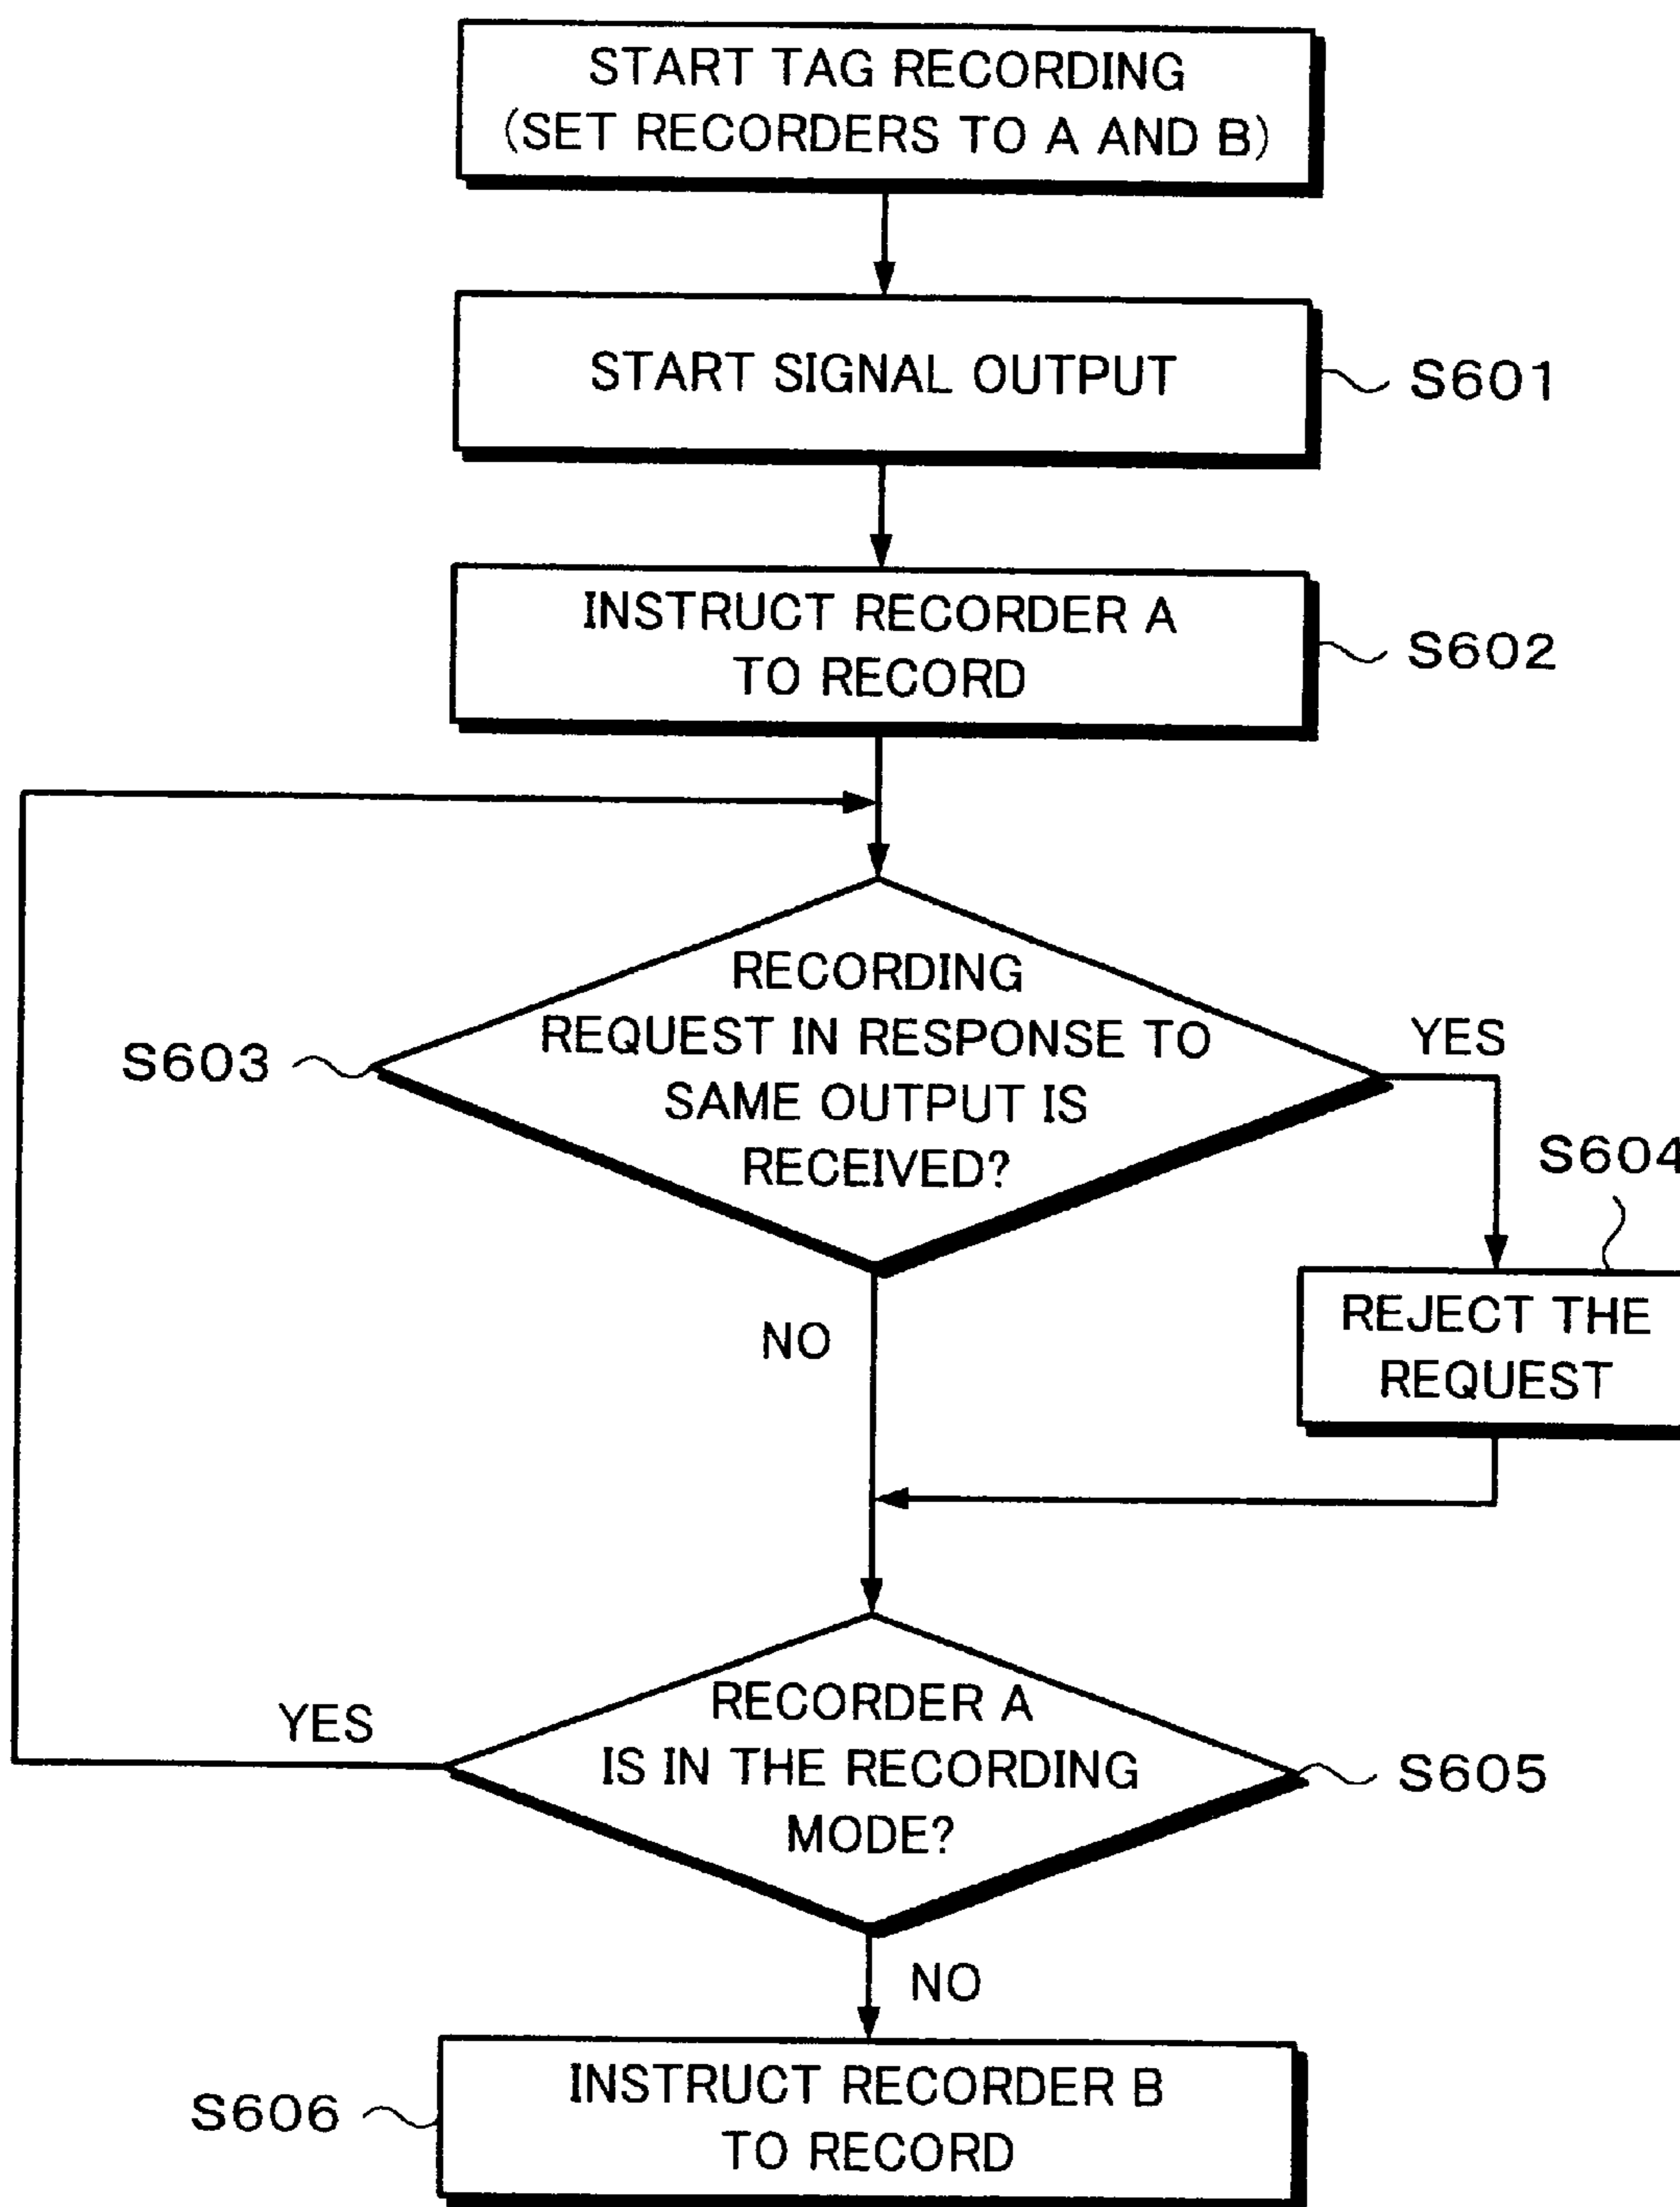 START TAG RECORDING
(SET RECORDERS TO A AND B)
START SIGNAL OUTPUT
S601
INSTRUCT RECORDER A
TO RECORD
S602
RECORDING
REQUEST IN RESPONSE TO
SAME OUTPUT IS
RECEIVED?
S603
YES
S604
REJECT THE
REQUEST
NO
RECORDER A
IS IN THE RECORDING
MODE?
YES
S605
NO
INSTRUCT RECORDER B
TO RECORD
S606